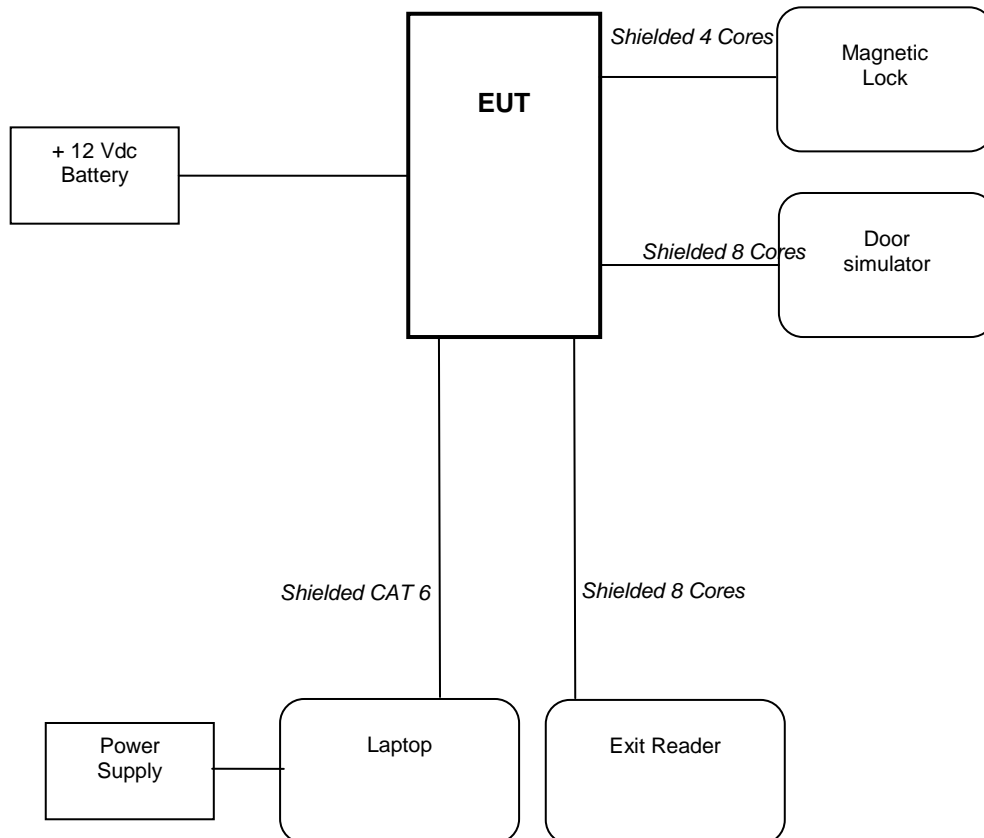 Shielded 4 Cores
Magnetic
Lock
EUT
+ 12 Vdc
Battery
Shielded 8 Cores
Door
simulator
Shielded CAT 6
Shielded 8 Cores
Power
Supply
Laptop
Exit Reader